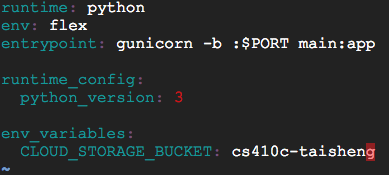 runtime: python
env: flex
entrypoint: gunicorn -b :$PORT main:app
runtime_config:
python_version: 3
env_variables:
CLOUD_STORAGE_BUCKET: cs410c-taisheng
~